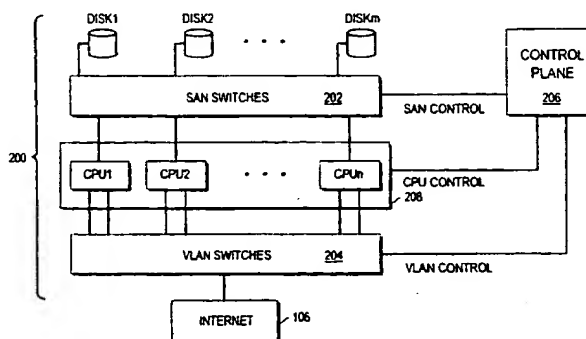 DISK1 DISK2 . . . DISKm
CONTROL
PLANE
206
SAN SWITCHES 202
SAN CONTROL
200
CPU1 CPU2 . . . CPUn
CPU CONTROL
208
VLAN SWITCHES 204
VLAN CONTROL
INTERNET 106